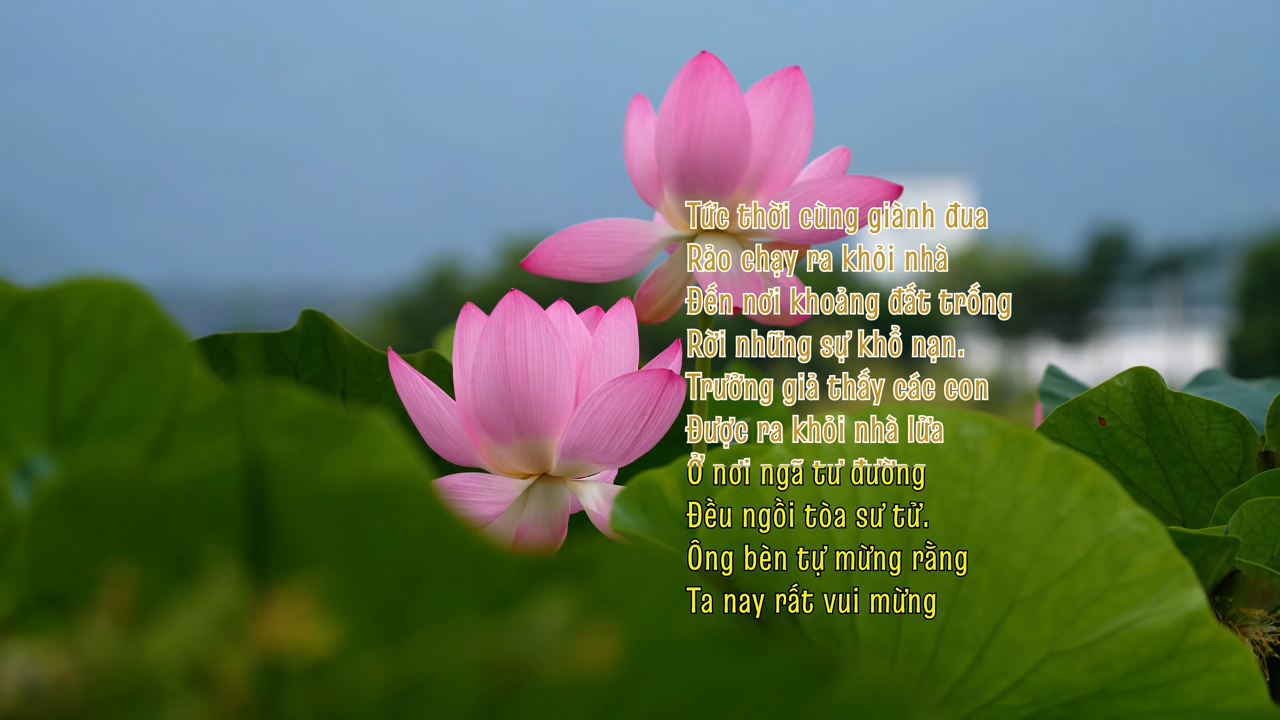 Tức thời cùng giành đua
Rảo chạy ra khỏi nhà
Đến nơi khoảng đất trống
Rời những sự khổ nạn.
Trưởng giả thấy các con
Được ra khỏi nhà lửa
Ở nơi ngã tư đường
Đều ngồi tòa sư tử.
Ông bèn tự mừng rằng
Ta nay rất vui mừng